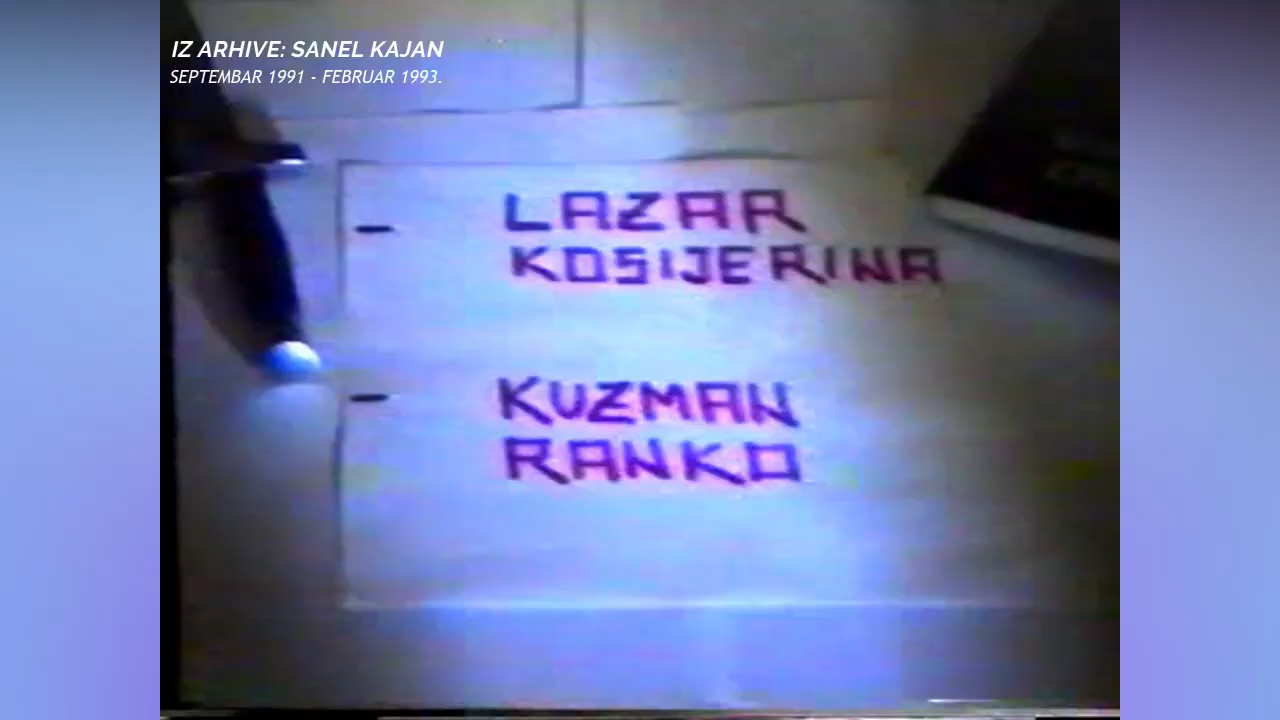 IZ ARHIVE: SANEL KAJAN
SEPTEMBAR 1991 - FEBRUAR 1993.
- LAZAR
KOSIJERINA
- KUZMAN
RANKO